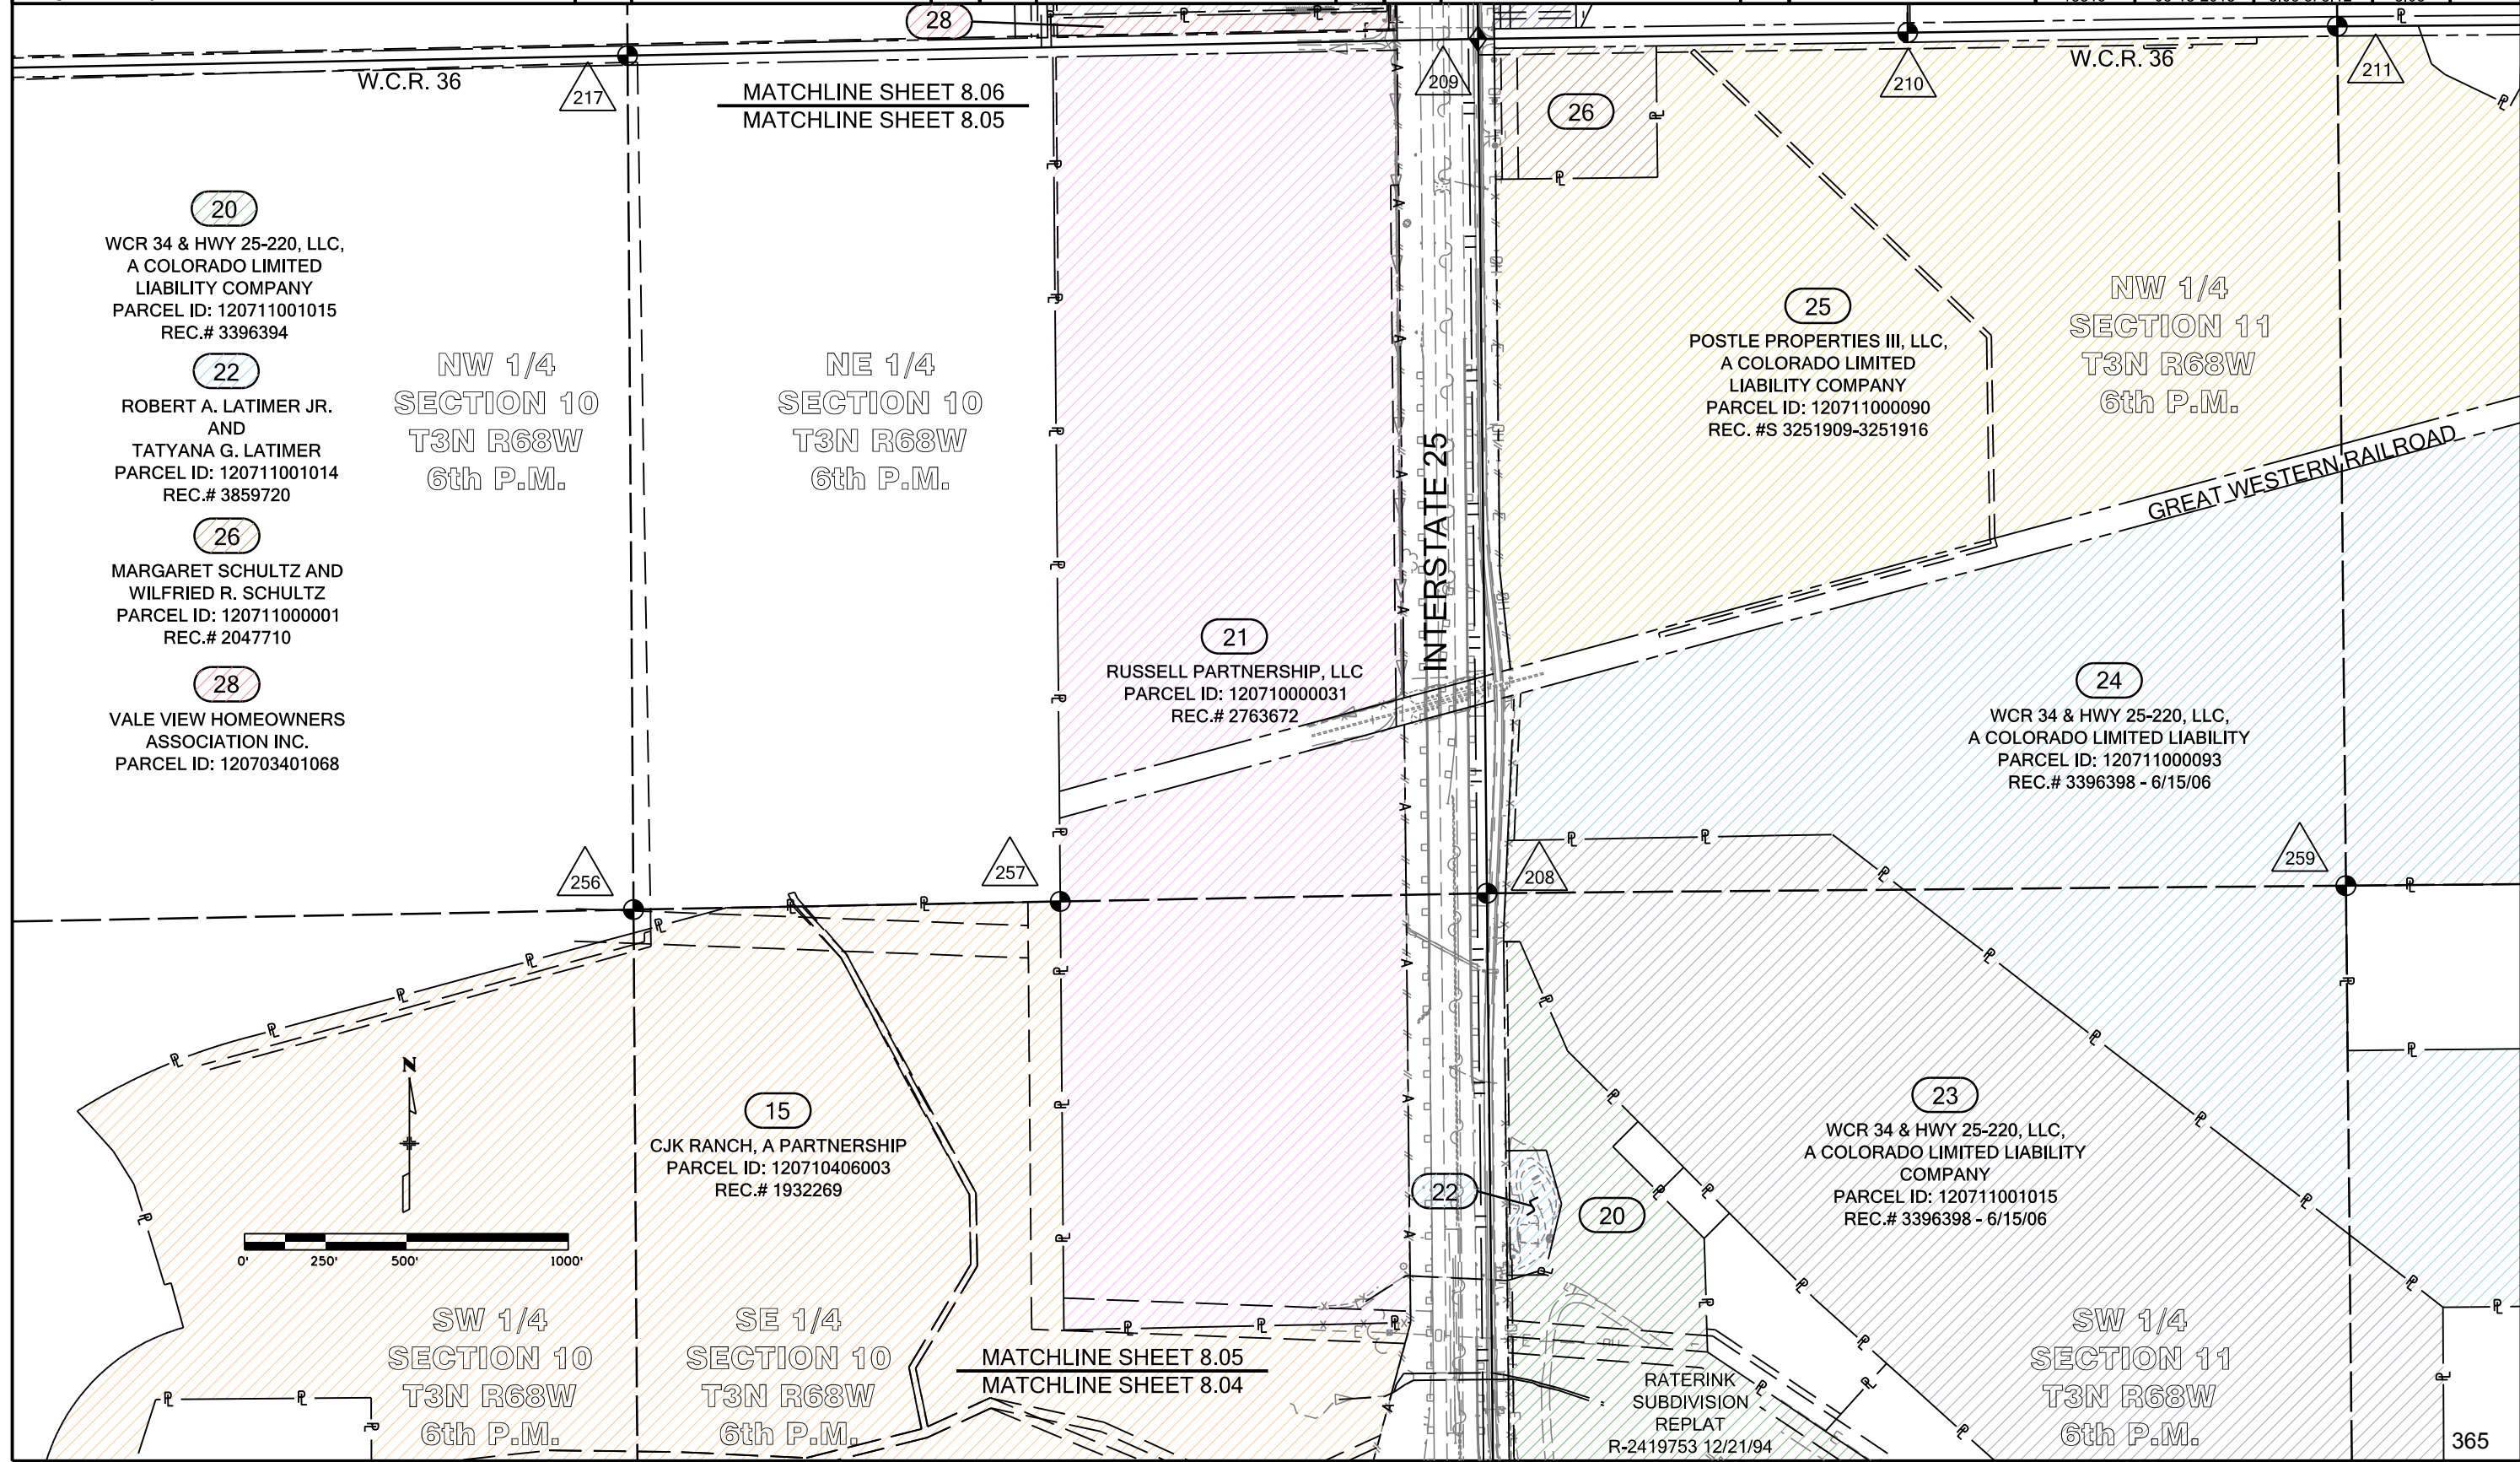 28
W.C.R. 36
217
MATCHLINE SHEET 8.06
MATCHLINE SHEET 8.05
209
26
210
W.C.R. 36
211
20
WCR 34 & HWY 25-220, LLC,
A COLORADO LIMITED
LIABILITY COMPANY
PARCEL ID: 120711001015
REC.# 3396394
22
ROBERT A. LATIMER JR.
AND
TATYANA G. LATIMER
PARCEL ID: 120711001014
REC.# 3859720
26
MARGARET SCHULTZ AND
WILFRIED R. SCHULTZ
PARCEL ID: 120711000001
REC.# 2047710
28
VALE VIEW HOMEOWNERS
ASSOCIATION INC.
PARCEL ID: 120703401068
NW 1/4
SECTION 10
T3N R68W
6th P.M.
NE 1/4
SECTION 10
T3N R68W
6th P.M.
21
RUSSELL PARTNERSHIP, LLC
PARCEL ID: 120710000031
REC.# 2763672
INTERSTATE 25
25
POSTLE PROPERTIES III, LLC,
A COLORADO LIMITED
LIABILITY COMPANY
PARCEL ID: 120711000090
REC. #S 3251909-3251916
NW 1/4
SECTION 11
T3N R68W
6th P.M.
GREAT WESTERN RAILROAD
24
WCR 34 & HWY 25-220, LLC,
A COLORADO LIMITED LIABILITY
PARCEL ID: 120711000093
REC.# 3396398 - 6/15/06
256
257
208
259
N
0'
250'
500'
1000'
15
CJK RANCH, A PARTNERSHIP
PARCEL ID: 120710406003
REC.# 1932269
22
20
23
WCR 34 & HWY 25-220, LLC,
A COLORADO LIMITED LIABILITY
COMPANY
PARCEL ID: 120711001015
REC.# 3396398 - 6/15/06
SW 1/4
SECTION 10
T3N R68W
6th P.M.
SE 1/4
SECTION 10
T3N R68W
6th P.M.
MATCHLINE SHEET 8.05
MATCHLINE SHEET 8.04
RATERINK
SUBDIVISION
REPLAT
R-2419753 12/21/94
SW 1/4
SECTION 11
T3N R68W
6th P.M.
365